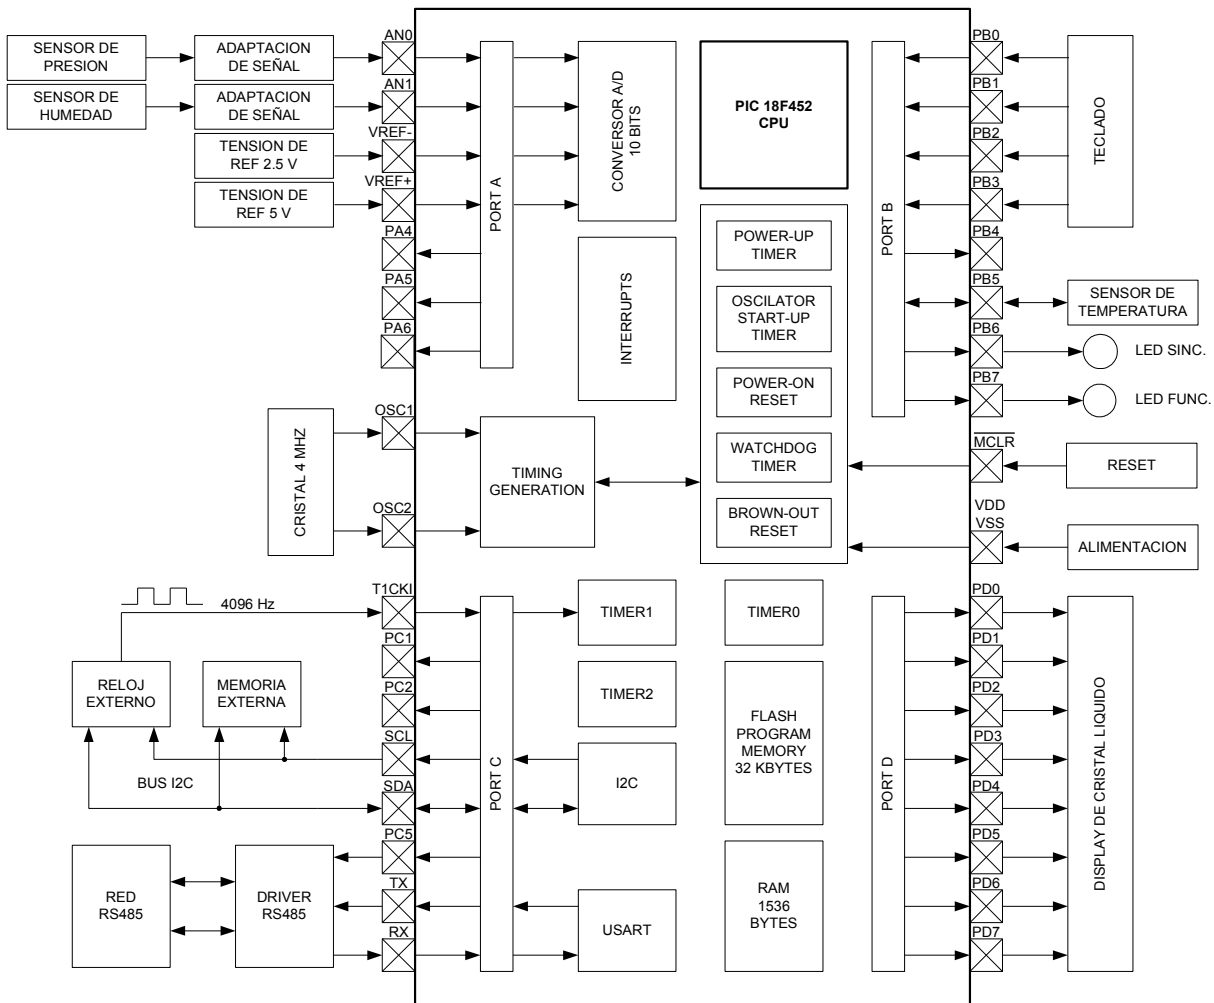 SENSOR DE
PRESION
ADAPTACION
DE SEÑAL
AN0
SENSOR DE
HUMEDAD
ADAPTACION
DE SEÑAL
AN1
TENSION DE
REF 2.5 V
VREF-
TENSION DE
REF 5 V
VREF+
PA4
PA5
PA6
PORT A
CONVERSOR A/D
10 BITS
INTERRUPTS
PIC 18F452
CPU
POWER-UP
TIMER
OSCILATOR
START-UP
TIMER
POWER-ON
RESET
WATCHDOG
TIMER
BROWN-OUT
RESET
PORT B
PB0
PB1
PB2
PB3
PB4
PB5
PB6
PB7
TECLADO
SENSOR DE
TEMPERATURA
LED SINC.
LED FUNC.
MCLR
RESET
VDD
VSS
ALIMENTACION
CRISTAL 4 MHZ
OSC1
OSC2
TIMING
GENERATION
4096 Hz
T1CKI
PC1
PC2
SCL
SDA
PC5
TX
RX
RELOJ
EXTERNO
MEMORIA
EXTERNA
BUS I2C
RED
RS485
DRIVER
RS485
PORT C
TIMER1
TIMER2
I2C
USART
TIMER0
FLASH
PROGRAM
MEMORY
32 KBYTES
RAM
1536
BYTES
PORT D
PD0
PD1
PD2
PD3
PD4
PD5
PD6
PD7
DISPLAY DE CRISTAL LIQUIDO